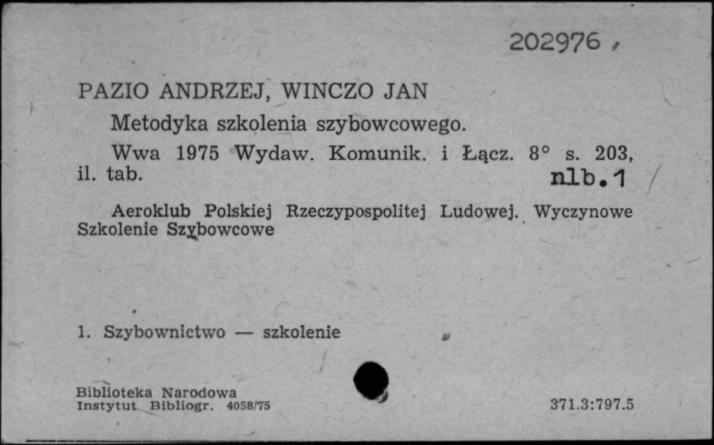 202976
PAZIO ANDRZEJ, WINCZO JAN
Metodyka szkolenia szybowcowego.
Wwa 1975 Wydaw. Komunik. i Łącz. 8° s. 203,
il. tab. nlb.1
Aeroklub Polskiej Rzeczypospolitej Ludowej. Wyczynowe
Szkolenie Szybowcowe
1. Szybownictwo — szkolenie
Biblioteka Narodowa
Instytut Bibliogr. 4058/75 371.3:797.5